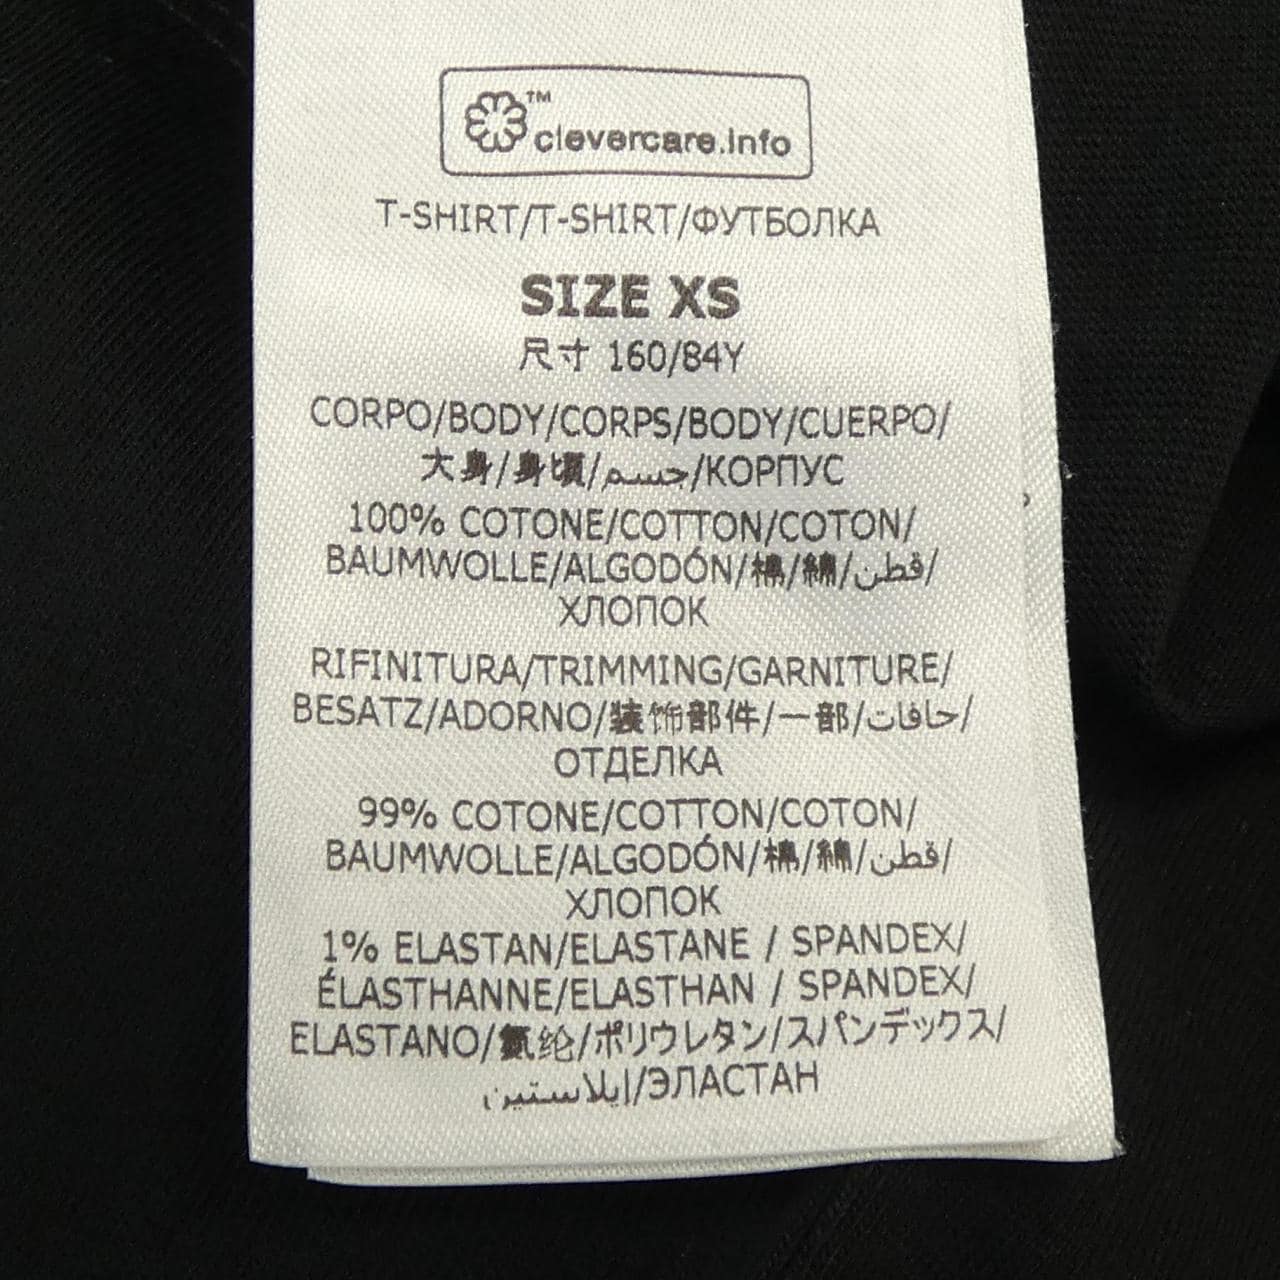 ™
clevercare.info
T-SHIRT/T-SHIRT/ФУТБОЛКА
SIZE XS
尺寸 160/84Y
CORPO/BODY/CORPS/BODY/CUERPO/
大身/身頃/جسم/КОРПУС
100% COTONE/COTTON/COTON/
BAUMWOLLE/ALGODÓN/棉/綿/قطن/
ХЛОПОК
RIFINITURA/TRIMMING/GARNITURE/
BESATZ/ADORNO/装饰部件/一部/حافات/
ОТДЕЛКА
99% COTONE/COTTON/COTON/
BAUMWOLLE/ALGODÓN/棉/綿/قطن/
ХЛОПОК
1% ELASTAN/ELASTANE / SPANDEX/
ÉLASTHANNE/ELASTHAN / SPANDEX/
ELASTANO/氨纶/ポリウレタン/スパンデックス/
إيلاستين/ЭЛАСТАН